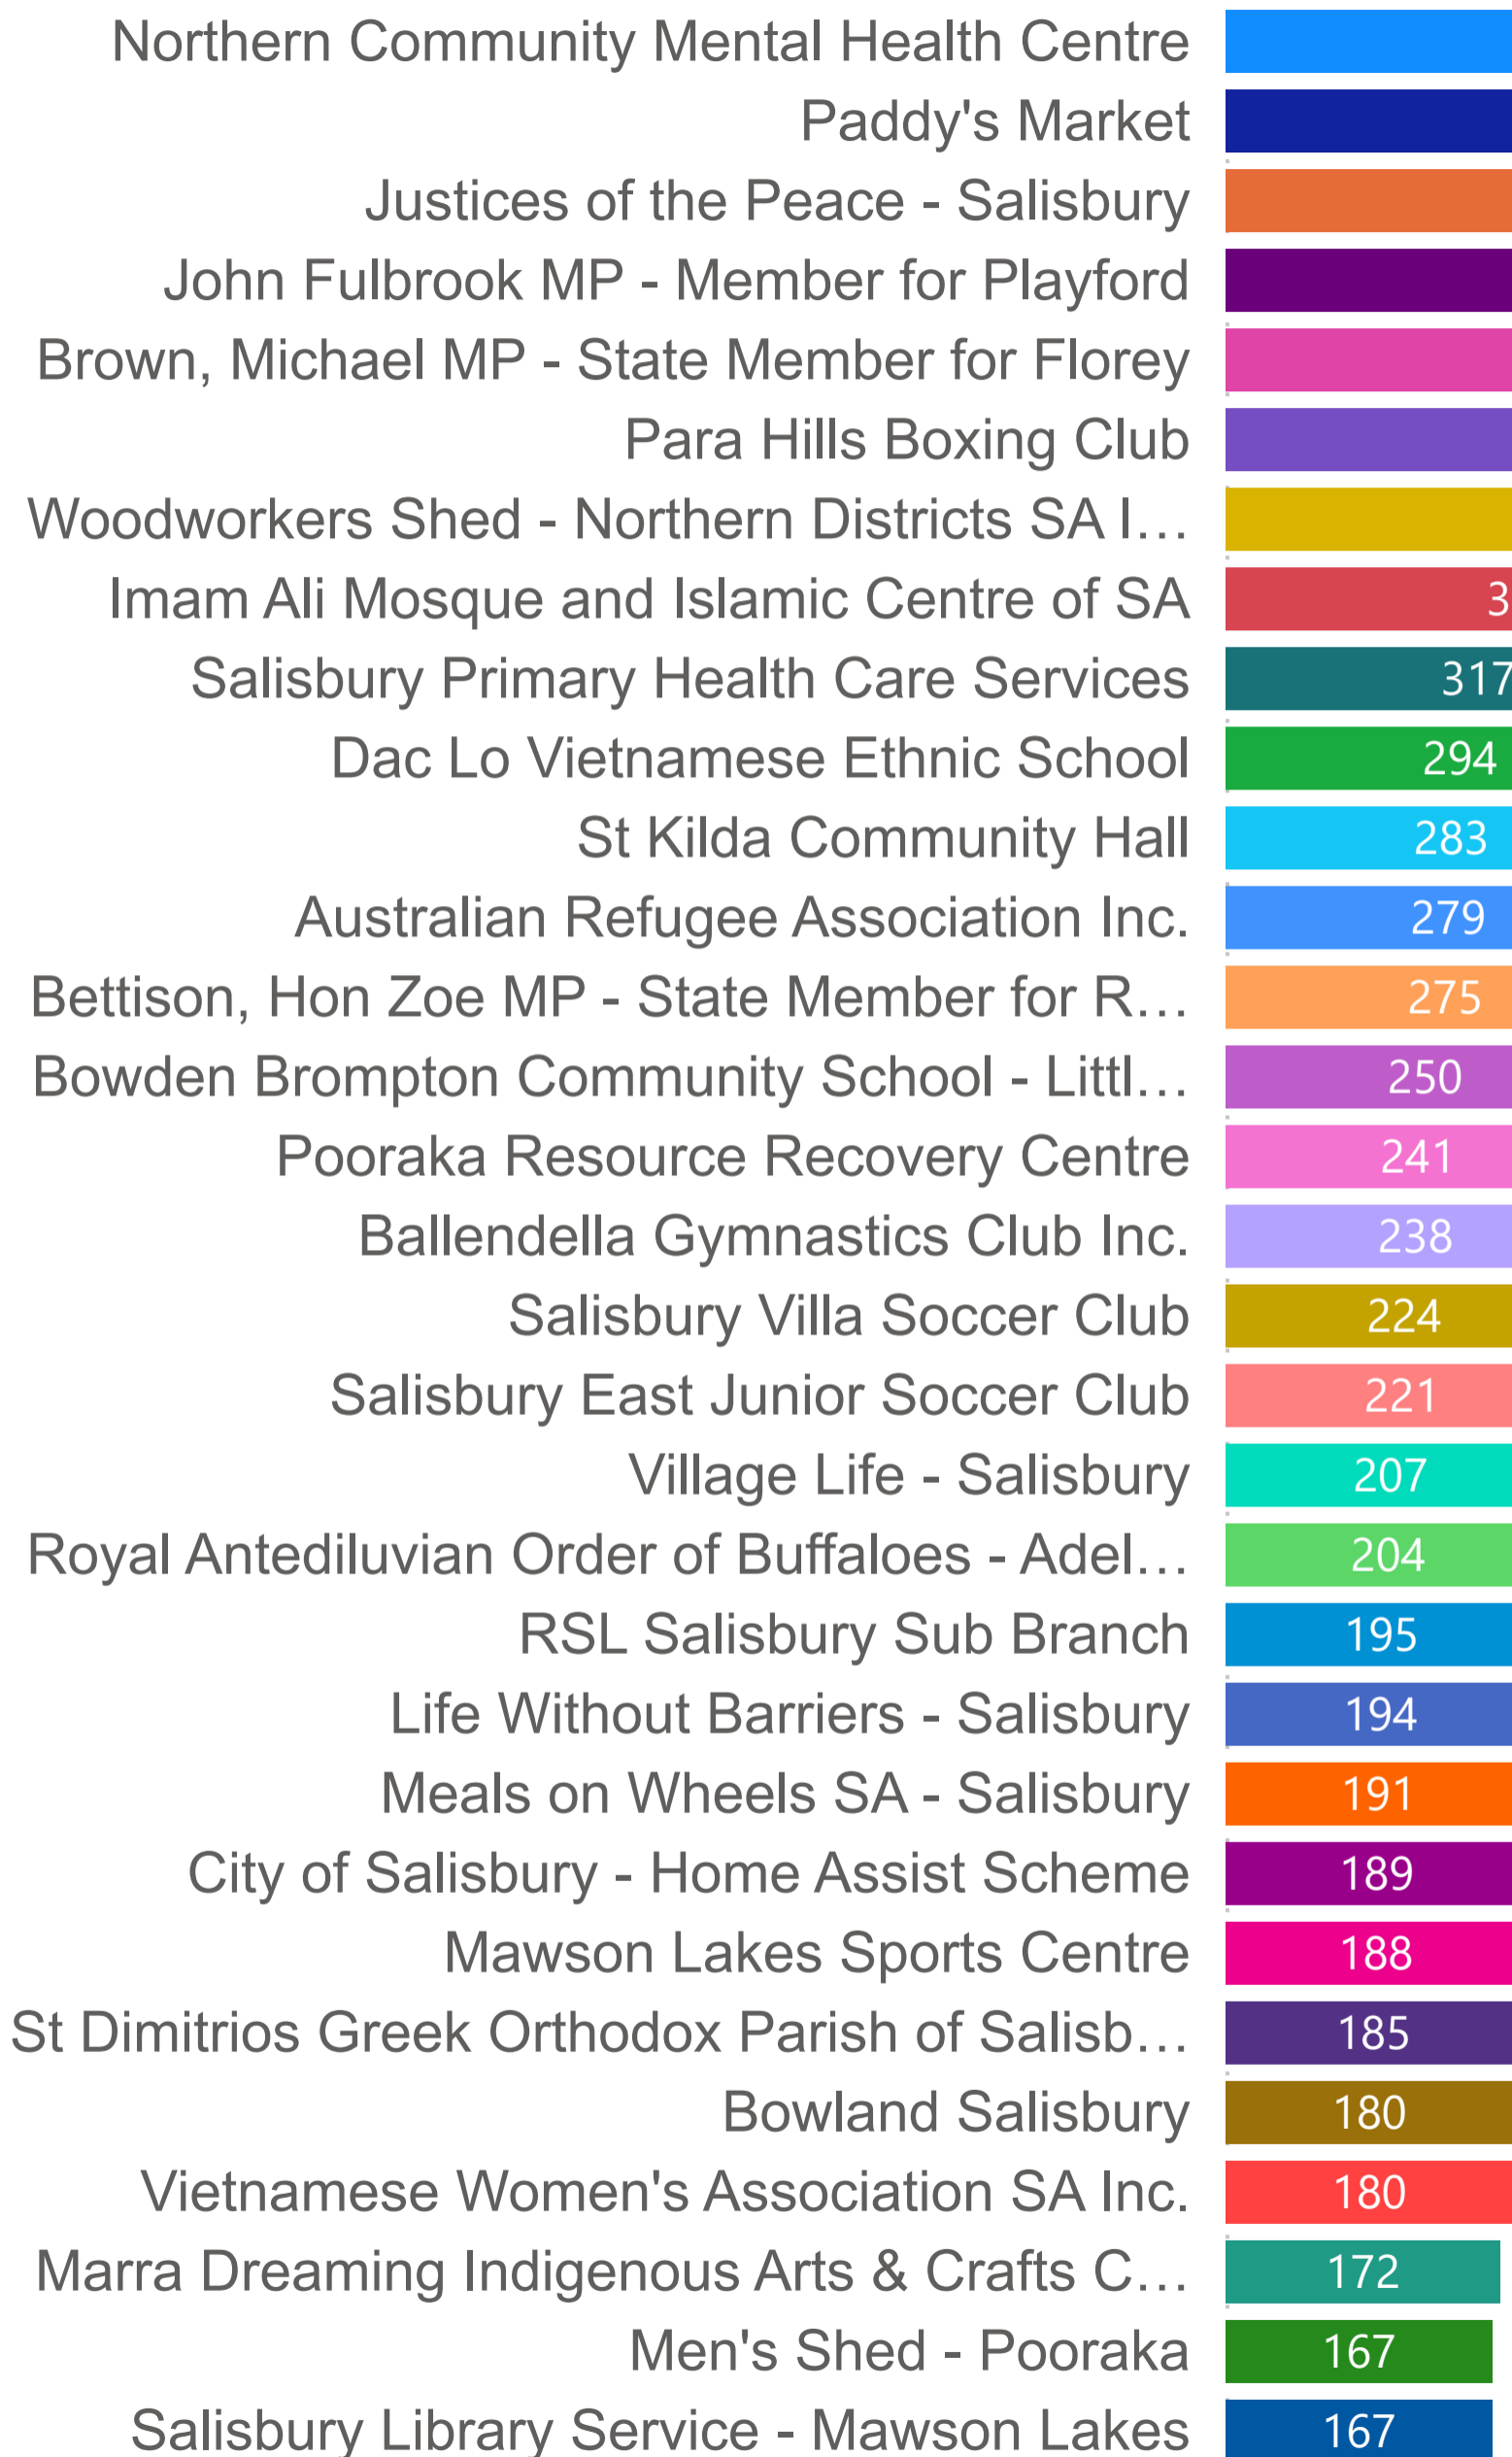 Northern Community Mental Health Centre
Paddy's Market
Justices of the Peace - Salisbury
John Fulbrook MP - Member for Playford
Brown, Michael MP - State Member for Florey
Para Hills Boxing Club
Woodworkers Shed - Northern Districts SA I…
Imam Ali Mosque and Islamic Centre of SA
Salisbury Primary Health Care Services 317
Dac Lo Vietnamese Ethnic School 294
St Kilda Community Hall 283
Australian Refugee Association Inc. 279
Bettison, Hon Zoe MP - State Member for R… 275
Bowden Brompton Community School - Littl… 250
Pooraka Resource Recovery Centre 241
Ballendella Gymnastics Club Inc. 238
Salisbury Villa Soccer Club 224
Salisbury East Junior Soccer Club 221
Village Life - Salisbury 207
Royal Antediluvian Order of Buffaloes - Adel… 204
RSL Salisbury Sub Branch 195
Life Without Barriers - Salisbury 194
Meals on Wheels SA - Salisbury 191
City of Salisbury - Home Assist Scheme 189
Mawson Lakes Sports Centre 188
St Dimitrios Greek Orthodox Parish of Salisb… 185
Bowland Salisbury 180
Vietnamese Women's Association SA Inc. 180
Marra Dreaming Indigenous Arts & Crafts C… 172
Men's Shed - Pooraka 167
Salisbury Library Service - Mawson Lakes 167